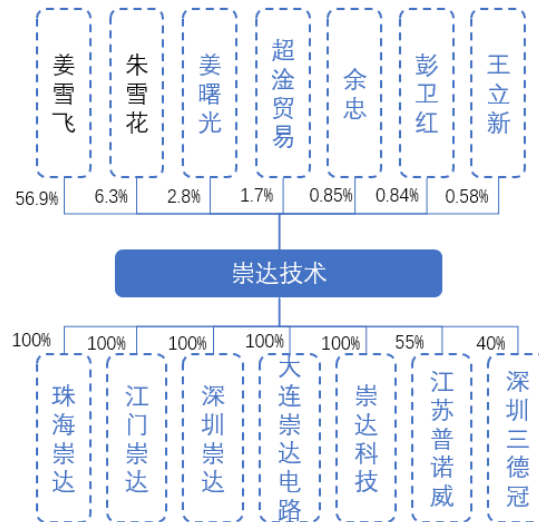 姜雪飞
朱雪花
姜曙光
超淦贸易
余忠
彭卫红
王立新
56.9%
6.3%
2.8%
1.7%
0.85%
0.84%
0.58%
崇达技术
100%
100%
100%
100%
100%
55%
40%
珠海崇达
江门崇达
深圳崇达
大连崇达电路
崇达科技
江苏普诺威
深圳三德冠